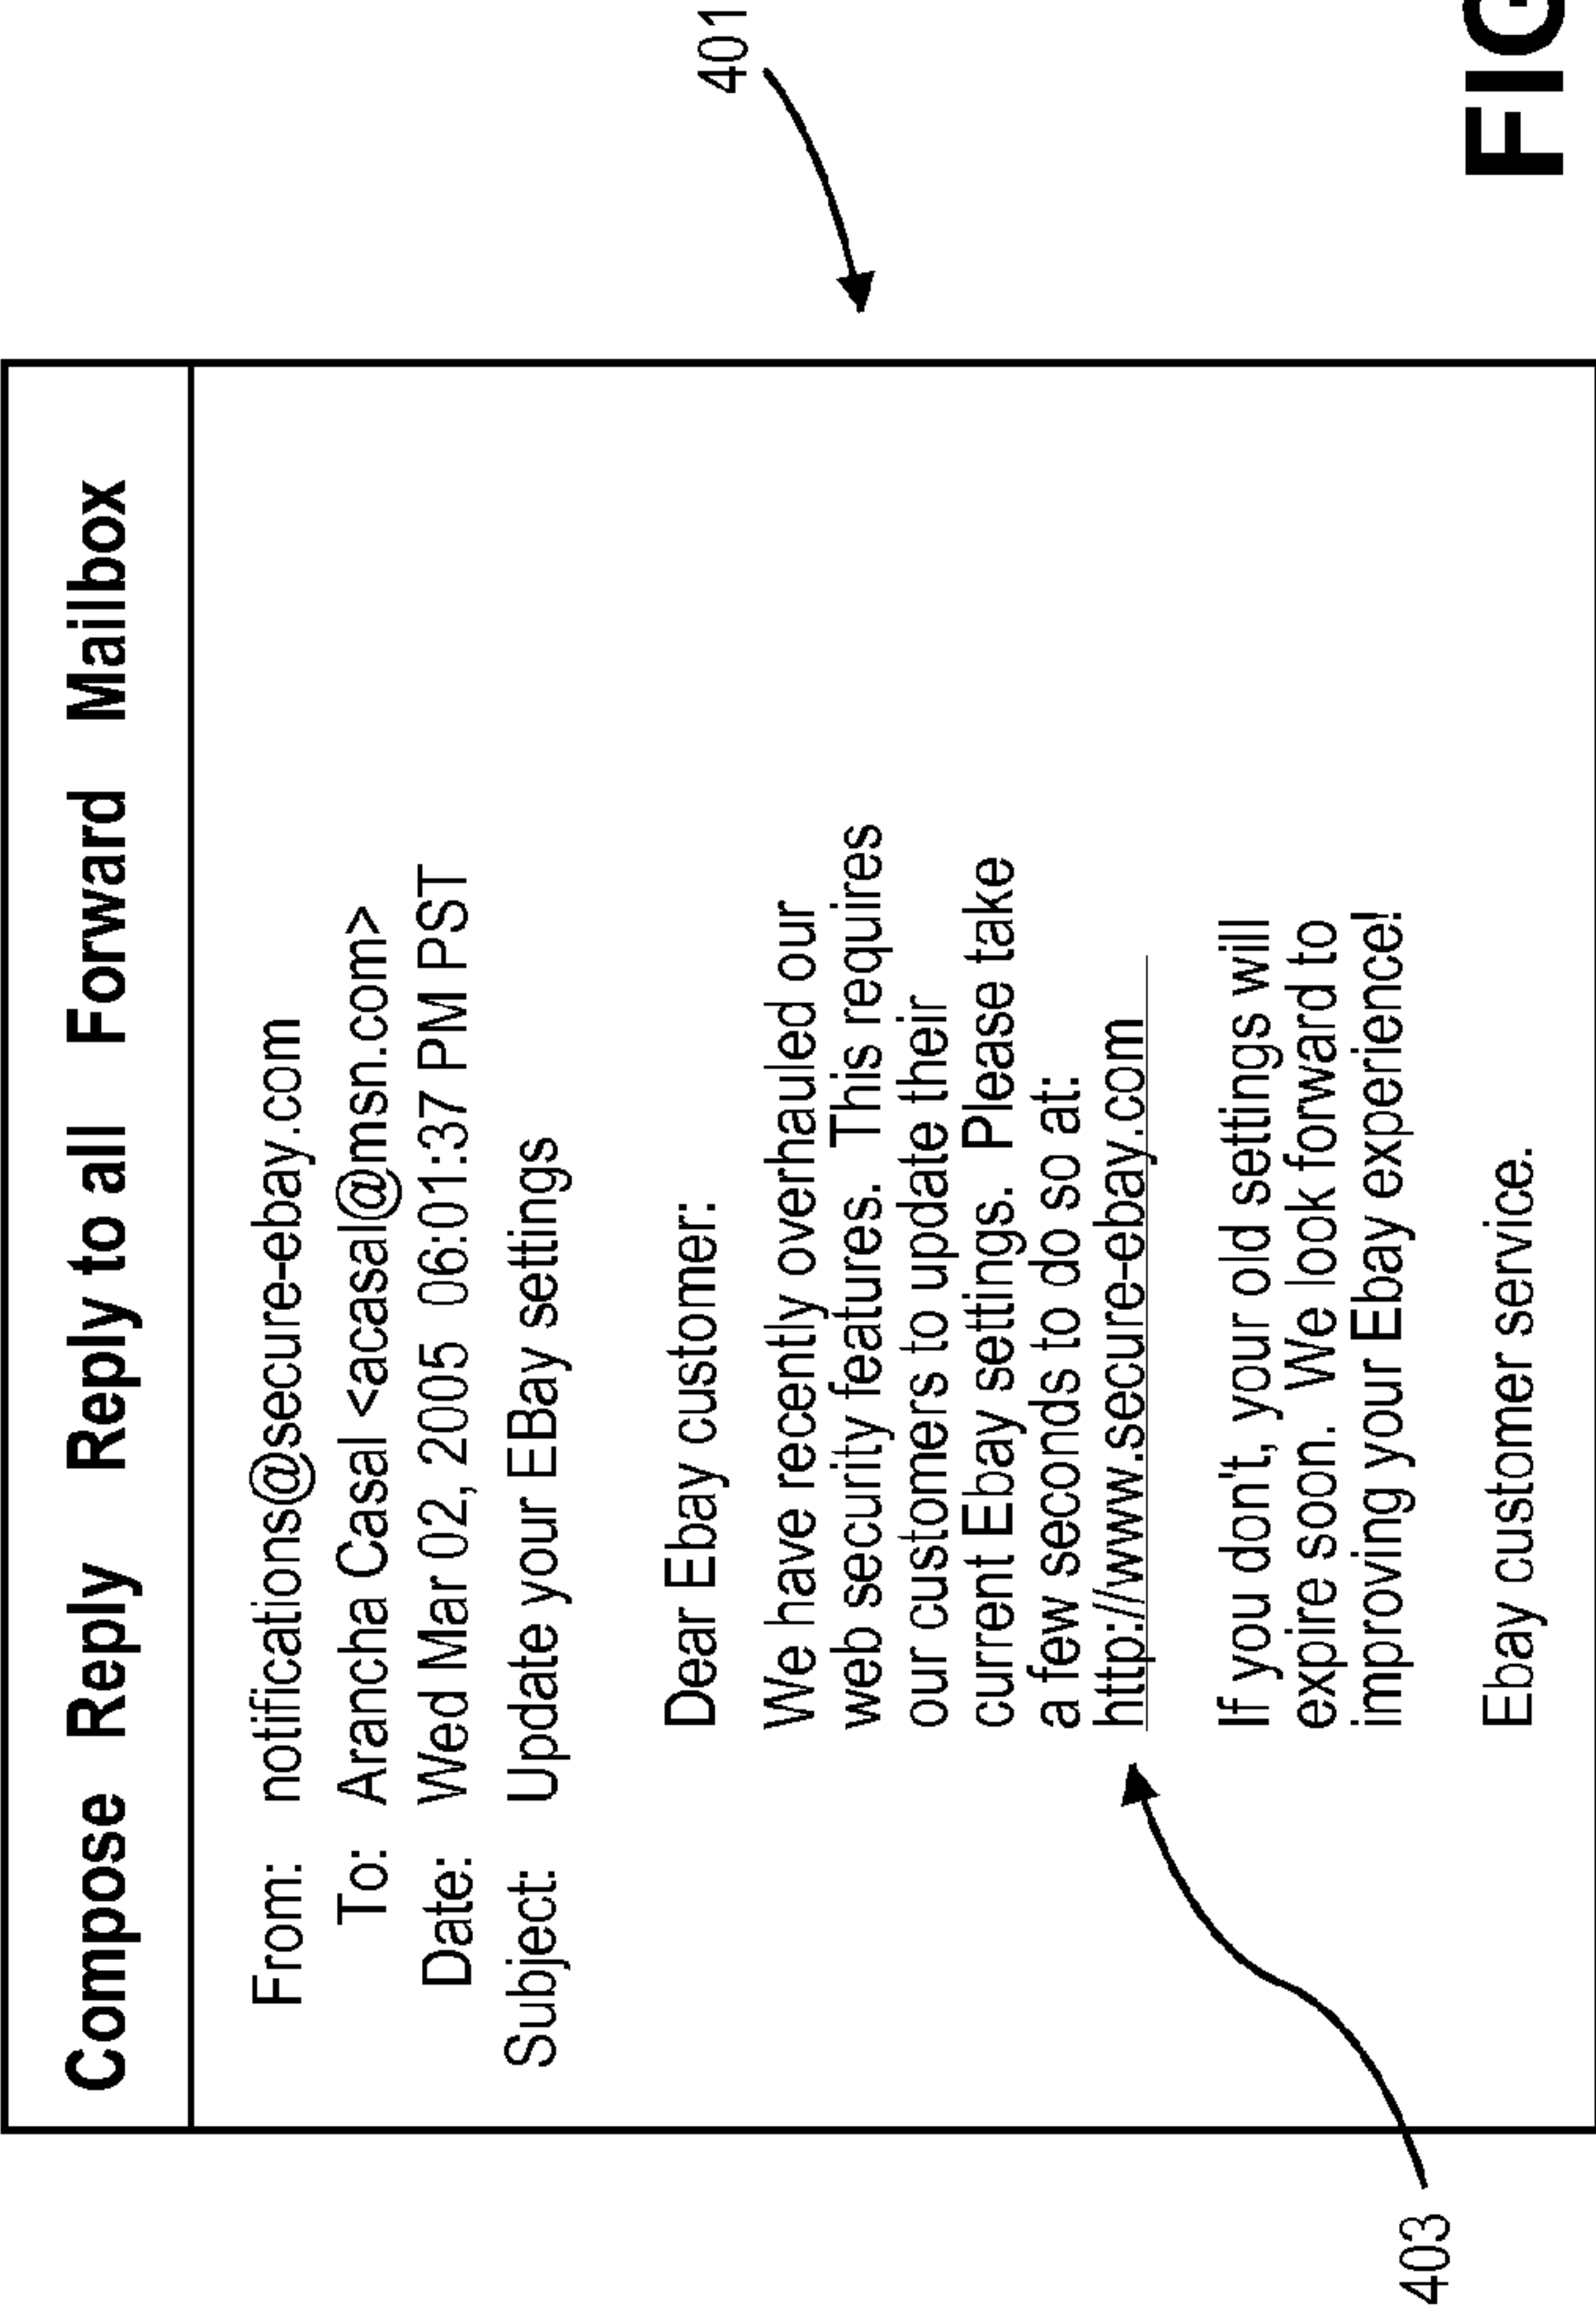 Compose Reply Reply to all Forward Mailbox
From: notifications@secure-ebay.com
To: Arancha Casal <acasal@msn.com>
Date: Wed Mar 02, 2005 06:01:37 PM PST
Subject: Update your EBay settings
Dear Ebay customer:
We have recently overhauled our
web security features. This requires
our customers to update their
current Ebay settings. Please take
a few seconds to do so at:
http://www.secure-ebay.com
If you don't, your old settings will
expire soon. We look forward to
improving your Ebay experience!
Ebay customer service.
401
403
FIG